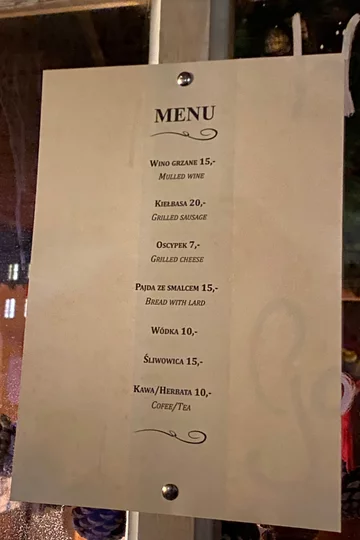 MENU
Wino grzane 15,-
Mulled wine
Kiełbasa 20,-
Grilled sausage
Oscypek 7,-
Grilled cheese
Pajda ze smalcem 15,-
Bread with lard
Wódka 10,-
Śliwowica 15,-
Kawa/Herbata 10,-
Cofee/Tea